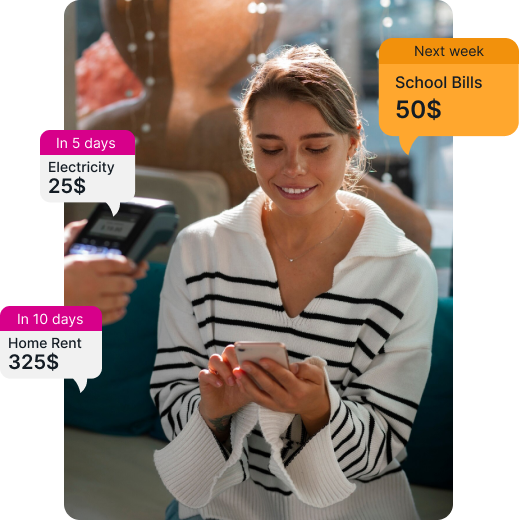 Next week
School Bills
50$
In 5 days
Electricity
25$
In 10 days
Home Rent
325$